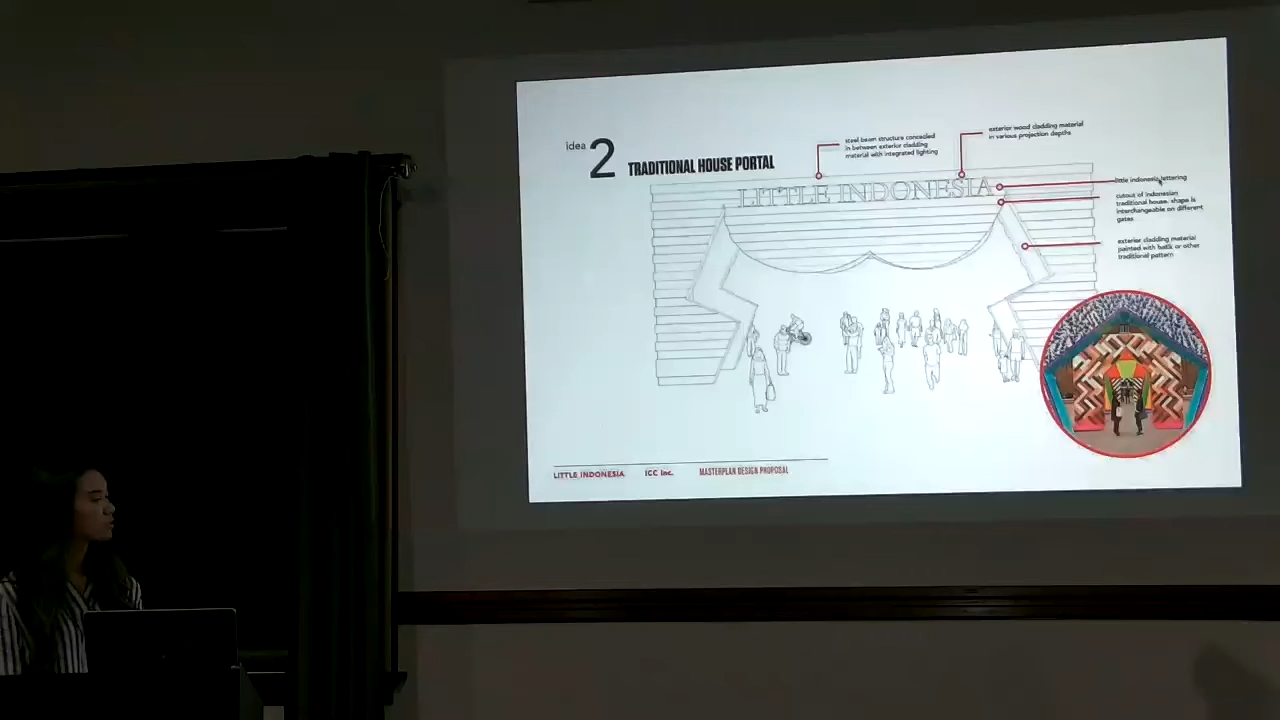 idea 2
TRADITIONAL HOUSE PORTAL
steel beam structure concealed
in between exterior cladding
material with integrated lighting
exterior wood cladding material
in various projection depths
LITTLE INDONESIA
little indonesia lettering
cutout of indonesian
traditional house. shape is
interchangeable on different
gates
exterior cladding material
painted with batik or other
traditional pattern
LITTLE INDONESIA ICC Inc. MASTERPLAN DESIGN PROPOSAL